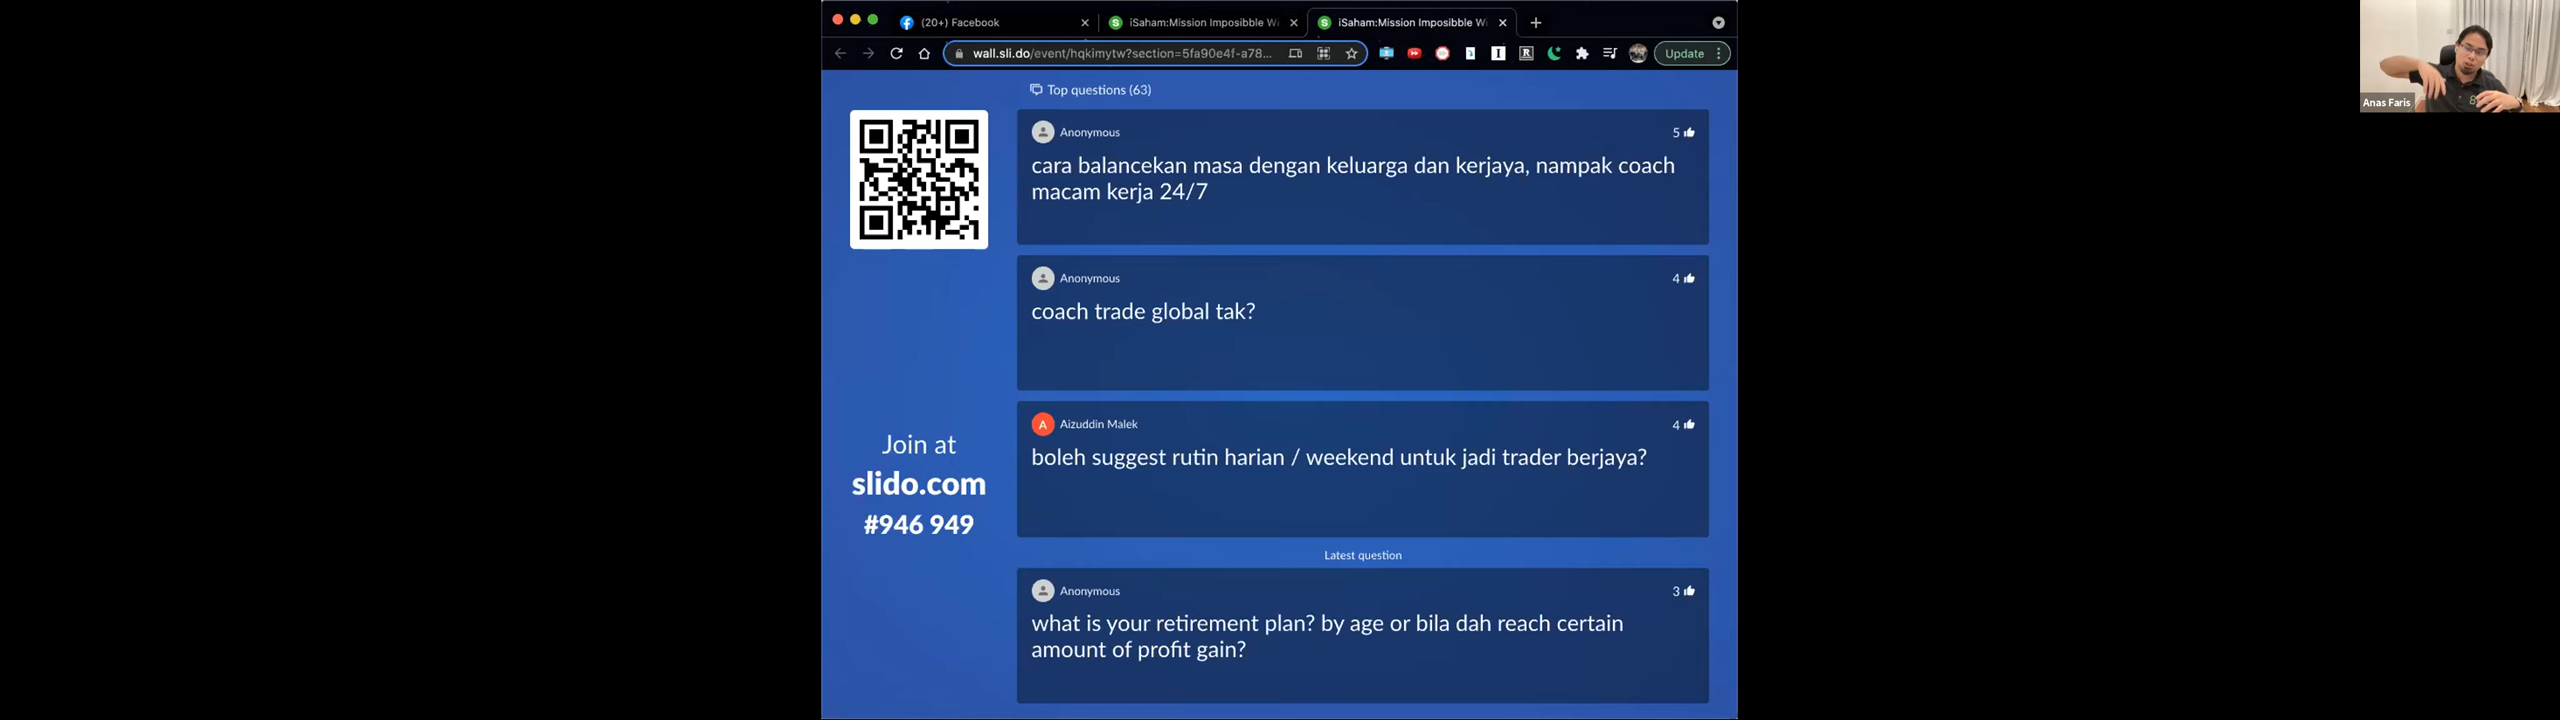 (20+) Facebook
iSaham:Mission Imposibble Wi
iSaham:Mission Imposibble Wi
wall.sli.do/event/hqkimytw?section=5fa90e4f-a78...
Update
Top questions (63)
Anonymous
5
cara balancekan masa dengan keluarga dan kerjaya, nampak coach
macam kerja 24/7
Anonymous
4
coach trade global tak?
A
Aizuddin Malek
4
boleh suggest rutin harian / weekend untuk jadi trader berjaya?
Join at
slido.com
#946 949
Latest question
Anonymous
3
what is your retirement plan? by age or bila dah reach certain
amount of profit gain?
Anas Faris